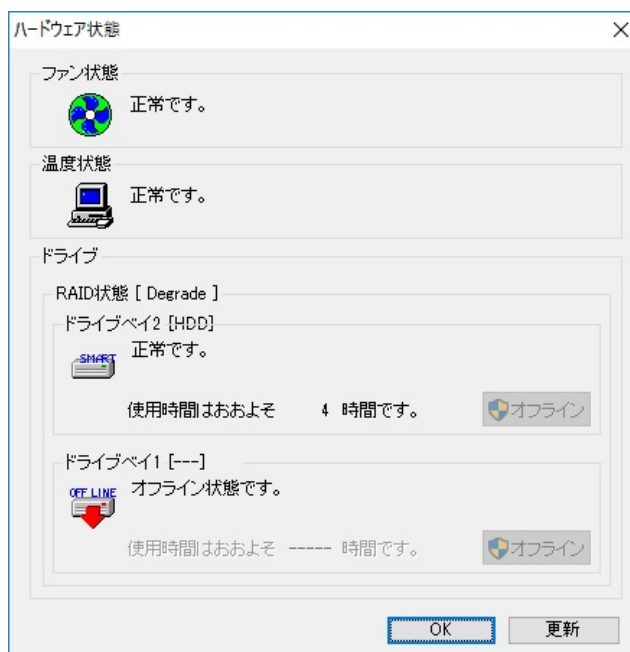 ハードウェア状態
ファン状態
正常です。
温度状態
正常です。
ドライブ
RAID状態 [ Degrade ]
ドライブベイ2 [HDD]
SMART
正常です。
使用時間はおおよそ 4 時間です。
オフライン
ドライブベイ1 [---]
OFF LINE
オフライン状態です。
使用時間はおおよそ ----- 時間です。
オフライン
OK
更新